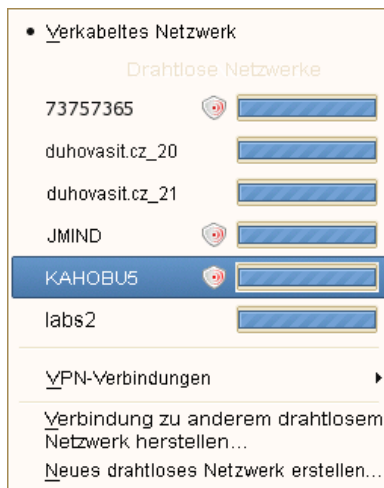 Verkabeltes Netzwerk
Drahtlose Netzwerke
73757365
duhovasit.cz_20
duhovasit.cz_21
JMIND
KAHOBU5
labs2
VPN-Verbindungen
Verbindung zu anderem drahtlosem
Netzwerk herstellen...
Neues drahtloses Netzwerk erstellen...